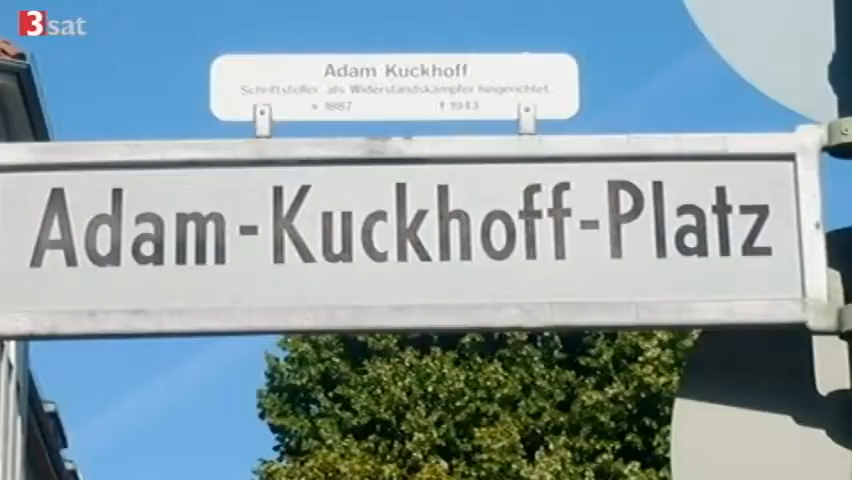 3sat
Adam Kuckhoff
Schriftsteller, als Widerstandskämpfer hingerichtet
* 1887 † 1943
Adam-Kuckhoff-Platz